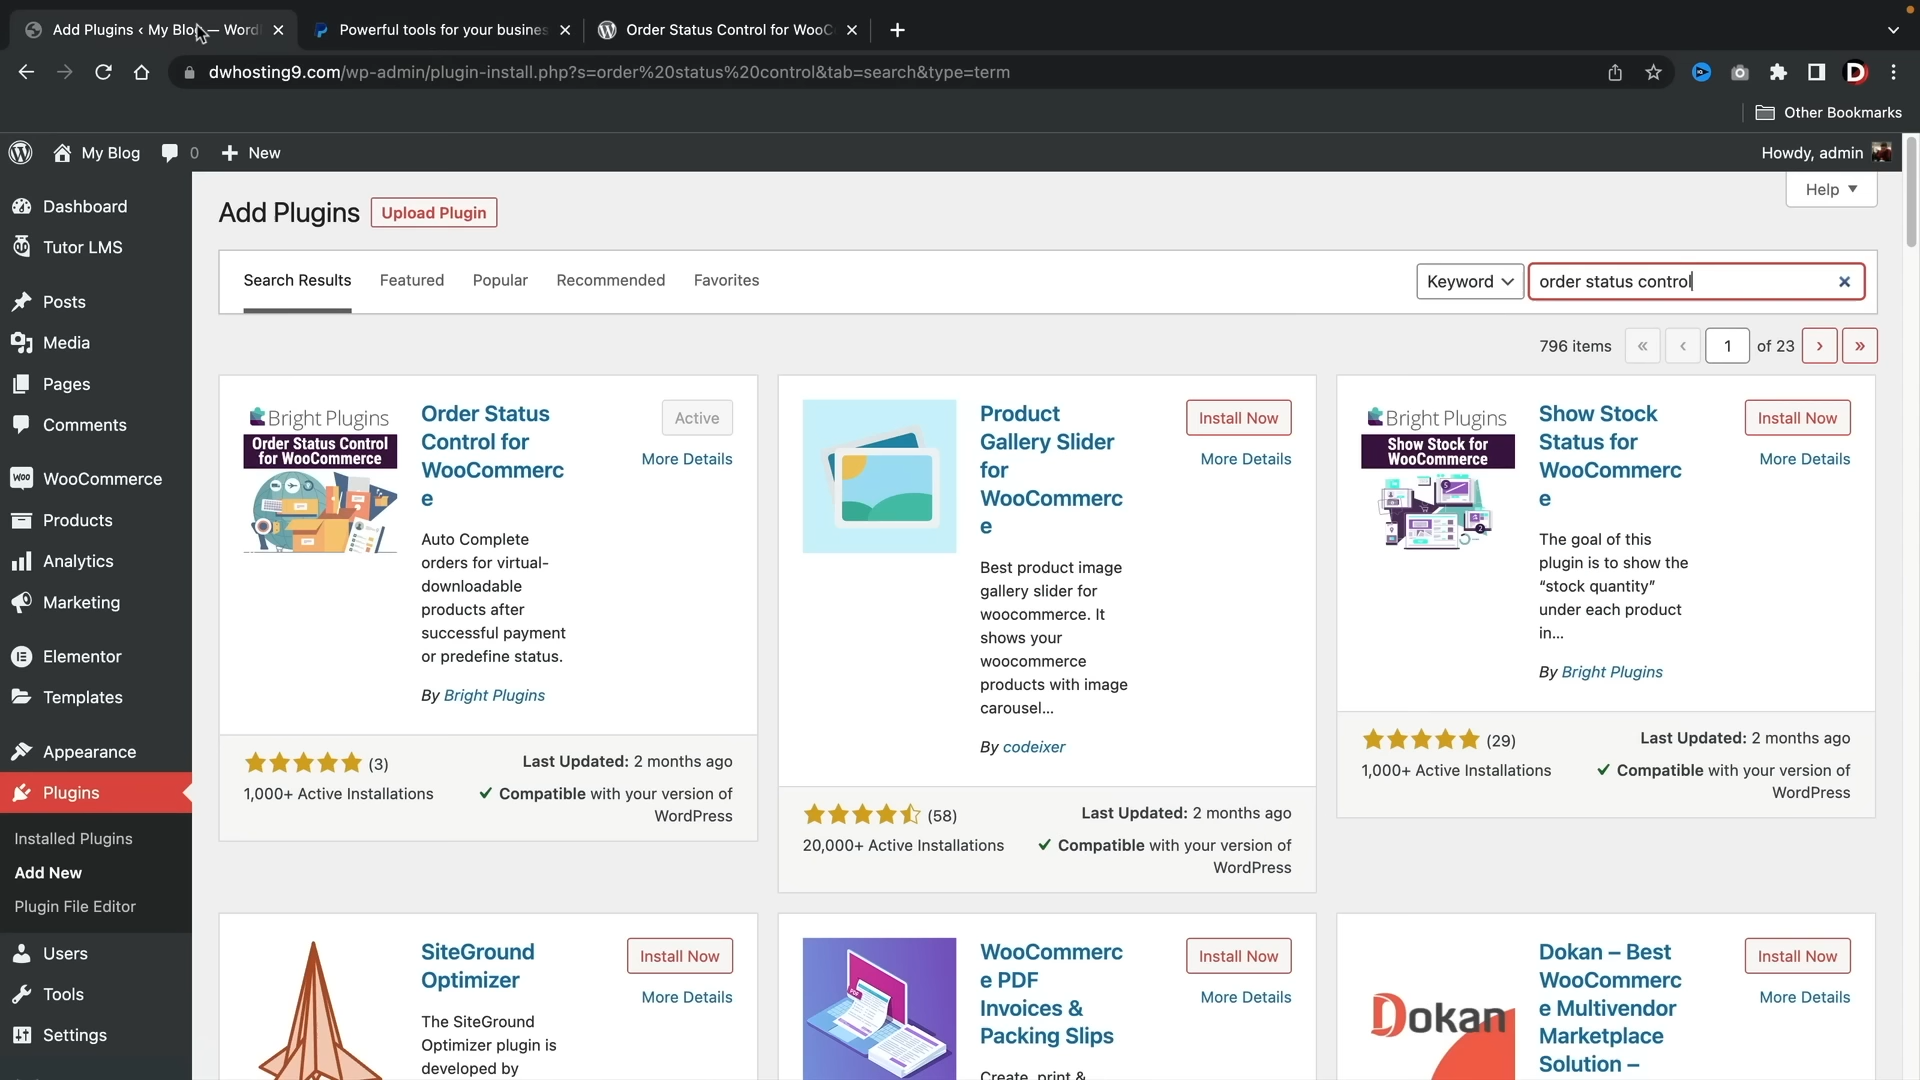 Add Plugins ‹ My Blog — Word
Powerful tools for your busines
Order Status Control for WooC
dwhosting9.com/wp-admin/plugin-install.php?s=order%20status%20control&tab=search&type=term
Other Bookmarks
My Blog
0
New
Howdy, admin
Help
Dashboard
Tutor LMS
Posts
Media
Pages
Comments
WooCommerce
Products
Analytics
Marketing
Elementor
Templates
Appearance
Plugins
Installed Plugins
Add New
Plugin File Editor
Users
Tools
Settings
Add Plugins
Upload Plugin
Search Results
Featured
Popular
Recommended
Favorites
Keyword
order status control
796 items
«
‹
1
of 23
›
»
Bright Plugins
Order Status Control
for WooCommerce
Order Status
Control for
WooCommerc
e
Active
More Details
Auto Complete
orders for virtual-
downloadable
products after
successful payment
or predefine status.
By Bright Plugins
(3)
1,000+ Active Installations
Last Updated: 2 months ago
Compatible with your version of
WordPress
Product
Gallery Slider
for
WooCommerc
e
Install Now
More Details
Best product image
gallery slider for
woocommerce. It
shows your
woocommerce
products with image
carousel...
By codeixer
(58)
20,000+ Active Installations
Last Updated: 2 months ago
Compatible with your version of
WordPress
Bright Plugins
Show Stock for
WooCommerce
Show Stock
Status for
WooCommerc
e
Install Now
More Details
The goal of this
plugin is to show the
“stock quantity”
under each product
in...
By Bright Plugins
(29)
1,000+ Active Installations
Last Updated: 2 months ago
Compatible with your version of
WordPress
SiteGround
Optimizer
Install Now
More Details
The SiteGround
Optimizer plugin is
developed by
WooCommerc
e PDF
Invoices &
Packing Slips
Install Now
More Details
Create, print &
Dokan
Dokan – Best
WooCommerc
e Multivendor
Marketplace
Solution –
Install Now
More Details